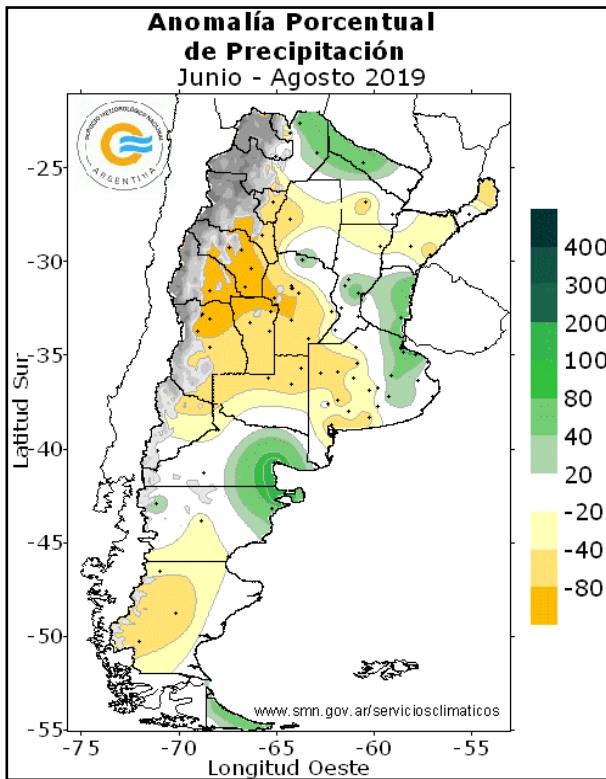 Anomalía Porcentual
de Precipitación
Junio - Agosto 2019
SERVICIO METEOROLÓGICO NACIONAL
ARGENTINA
Latitud Sur
-25
-30
-35
-40
-45
-50
-55
400
300
200
100
80
40
20
-20
-40
-80
www.smn.gov.ar/serviciosclimaticos
-75
-70
-65
-60
-55
Longitud Oeste